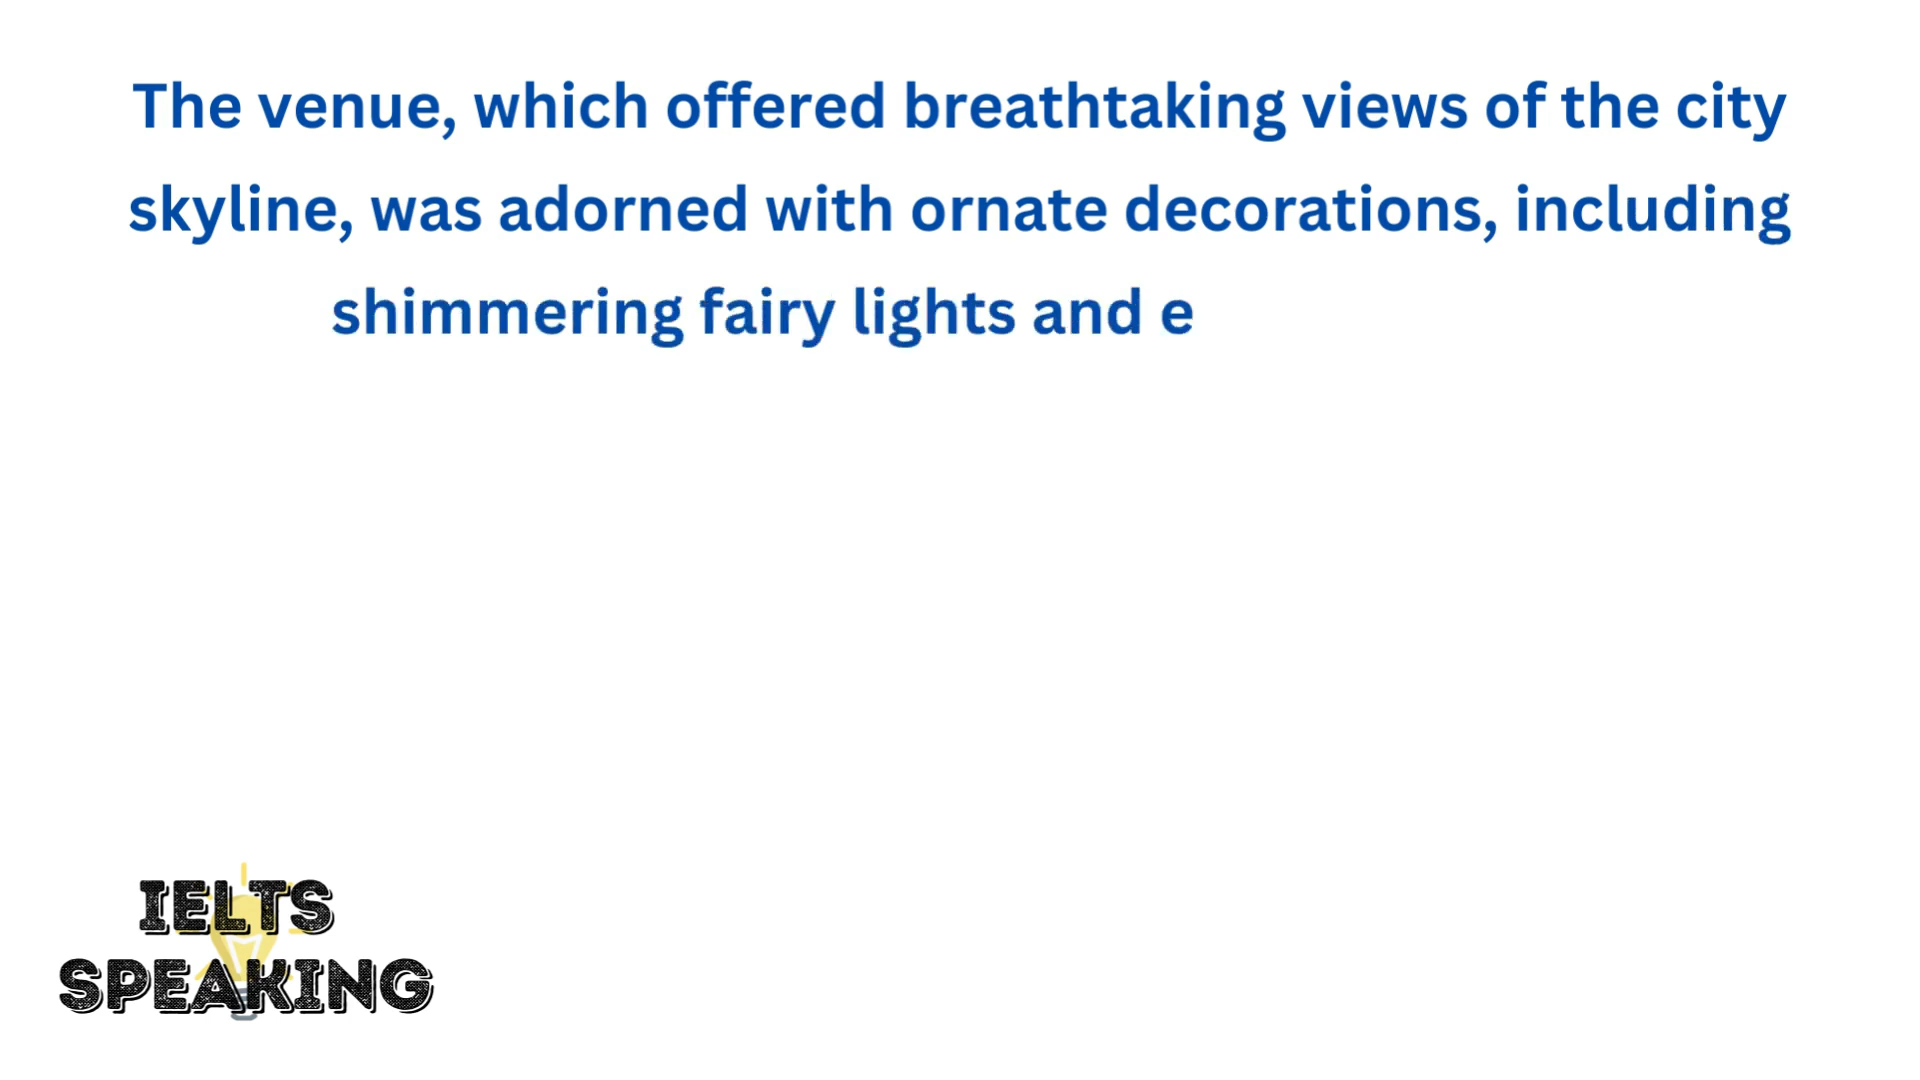 The venue, which offered breathtaking views of the city
skyline, was adorned with ornate decorations, including
shimmering fairy lights and e
IELTS
SPEAKING